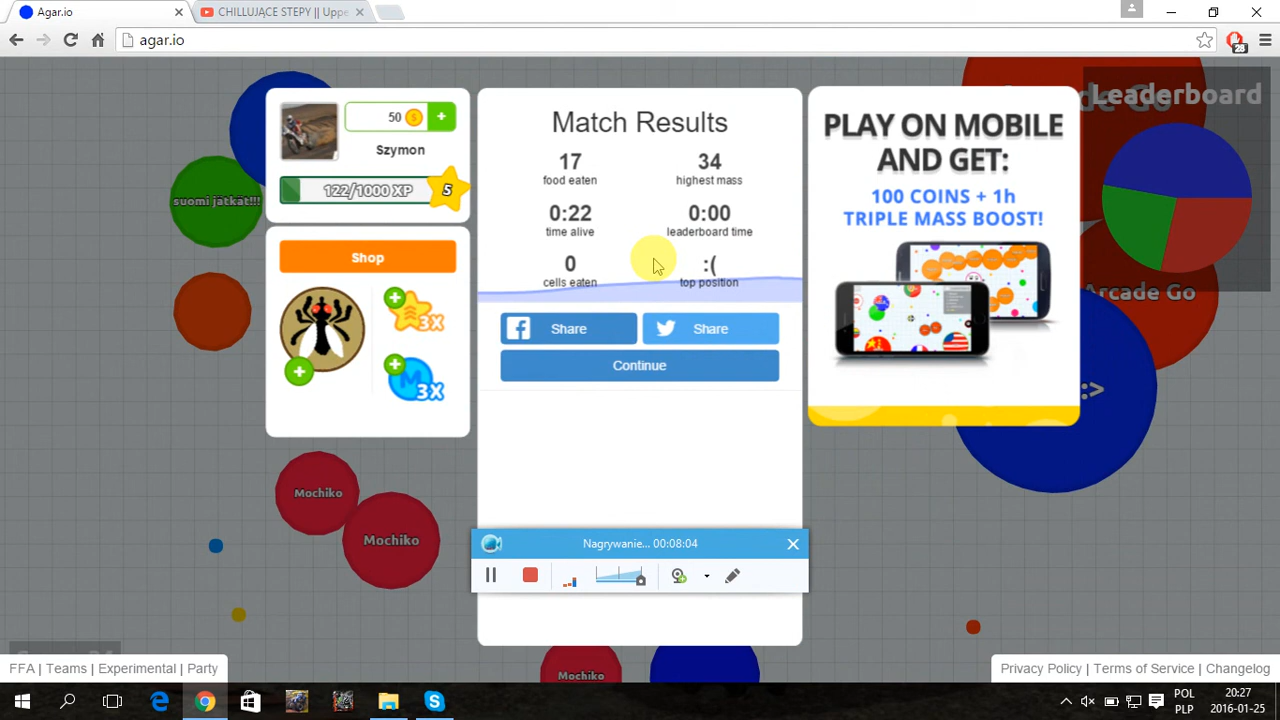 Agar.io
CHILLUJĄCE STEPY || Uppe
agar.io
28
Leaderboard
50
Szymon
122/1000 XP
5
Shop
3X
M
3X
Match Results
17
food eaten
34
highest mass
0:22
time alive
0:00
leaderboard time
0
cells eaten
:(
top position
Share
Share
Continue
PLAY ON MOBILE
AND GET:
100 COINS + 1h
TRIPLE MASS BOOST!
suomi jätkät!!!
Arcade Go
:>
Mochiko
Mochiko
Mochiko
Nagrywanie... 00:08:04
FFA | Teams | Experimental | Party
Privacy Policy | Terms of Service | Changelog
POL
PLP
20:27
2016-01-25